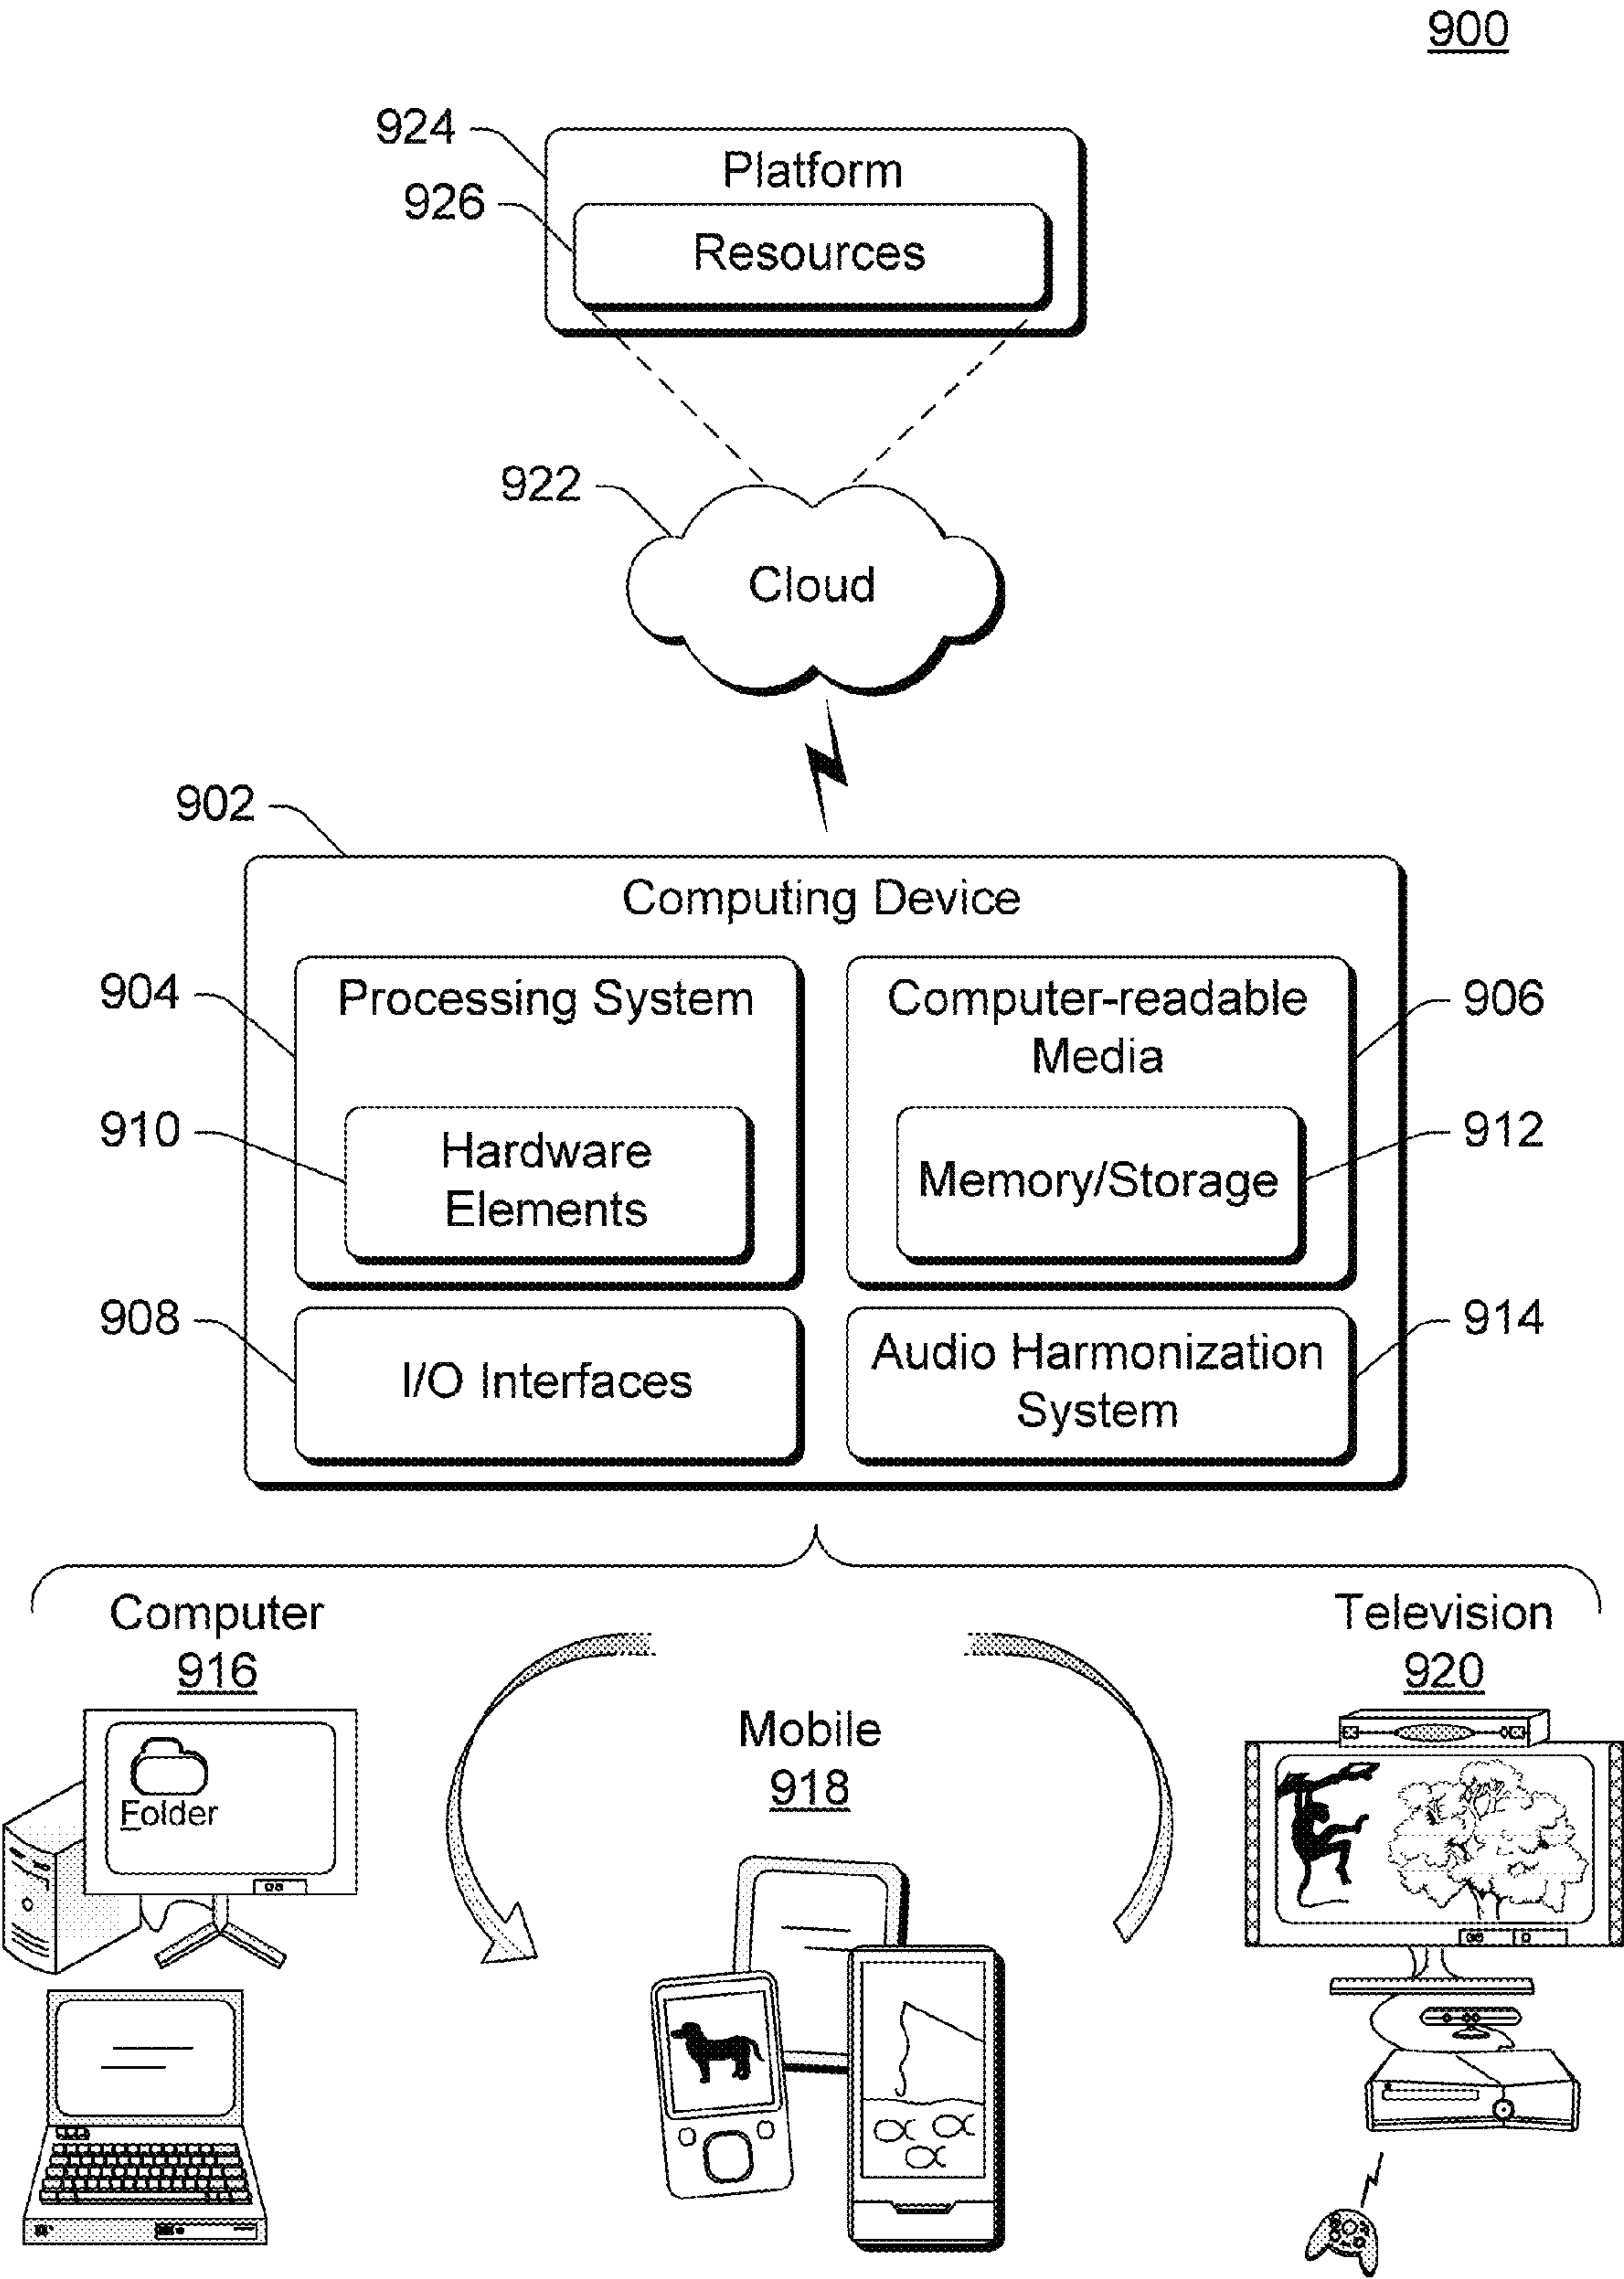 900
924
Platform
926
Resources
922
Cloud
902
Computing Device
904
Processing System
Computer-readable
Media
906
910
Hardware
Elements
Memory/Storage
912
908
I/O Interfaces
Audio Harmonization
System
914
Computer
916
Television
920
Mobile
918
Folder